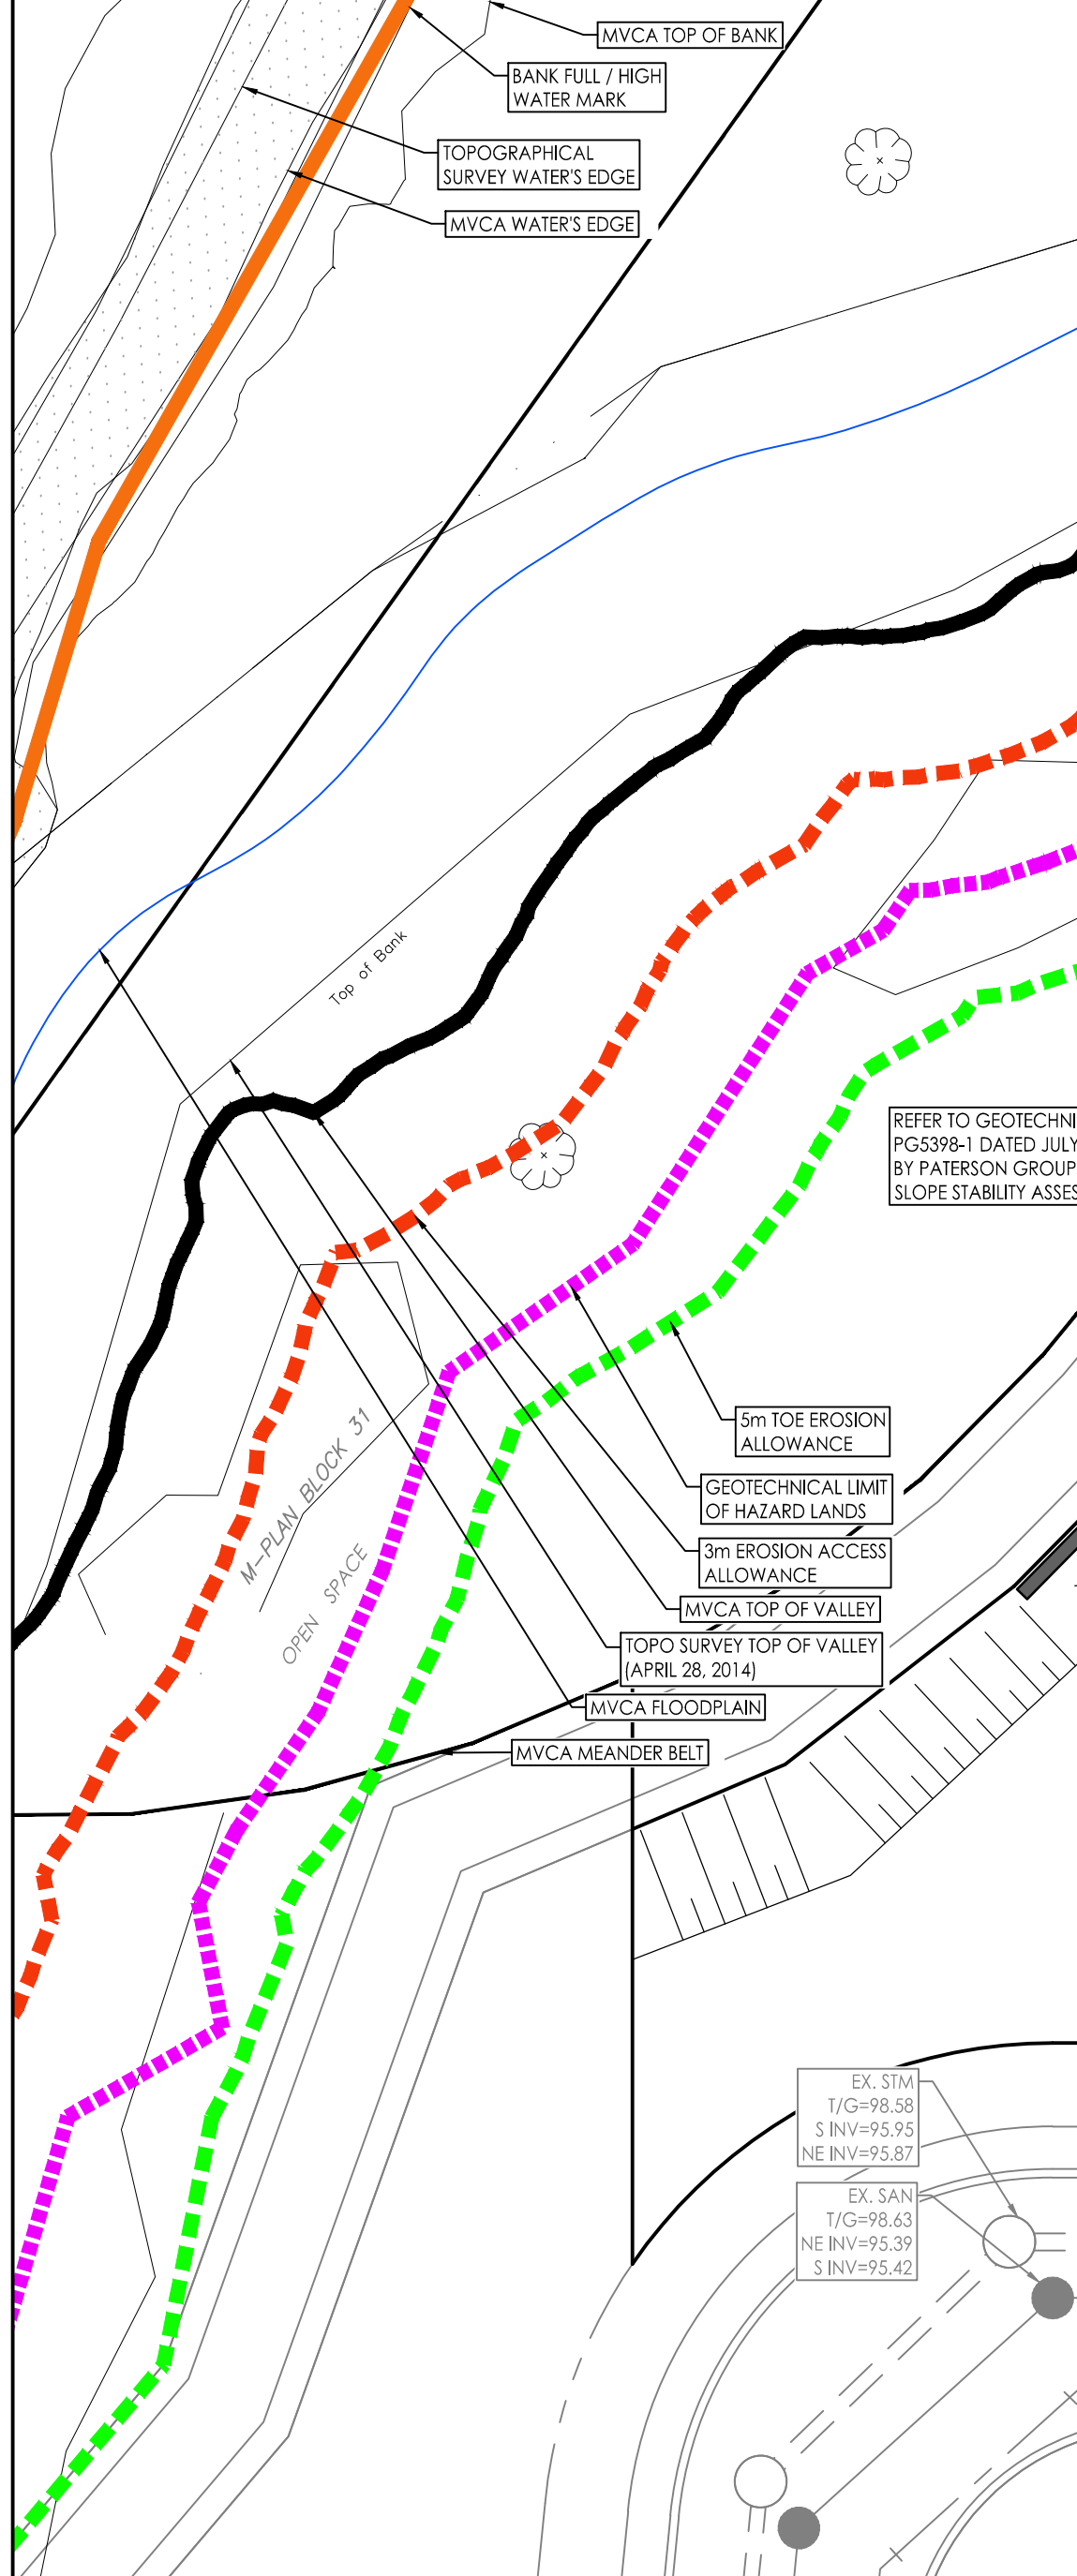 MVCA TOP OF BANK
BANK FULL / HIGH
WATER MARK
TOPOGRAPHICAL
SURVEY WATER'S EDGE
MVCA WATER'S EDGE
Top of Bank
REFER TO GEOTECHNI
PG5398-1 DATED JULY
BY PATERSON GROUP
SLOPE STABILITY ASSES
5m TOE EROSION
ALLOWANCE
GEOTECHNICAL LIMIT
OF HAZARD LANDS
M-PLAN BLOCK 31
OPEN SPACE
3m EROSION ACCESS
ALLOWANCE
MVCA TOP OF VALLEY
TOPO SURVEY TOP OF VALLEY
(APRIL 28, 2014)
MVCA FLOODPLAIN
MVCA MEANDER BELT
EX. STM
T/G=98.58
S INV=95.95
NE INV=95.87
EX. SAN
T/G=98.63
NE INV=95.39
S INV=95.42